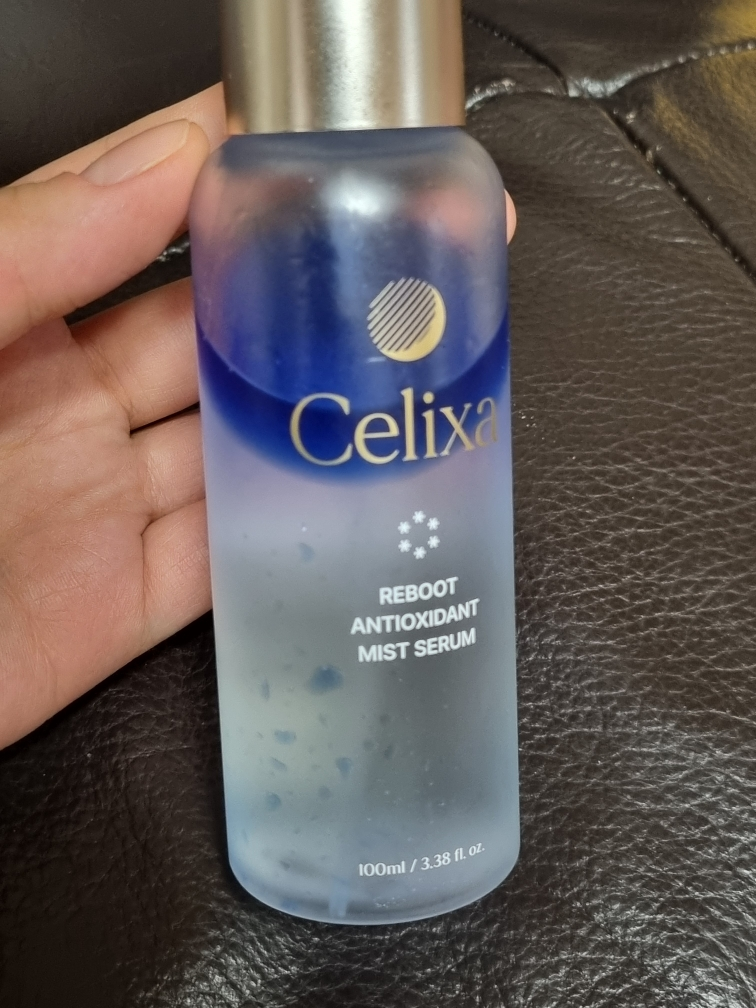 Celixa
REBOOT
ANTIOXIDANT
MIST SERUM
100ml / 3.38 fl. oz.